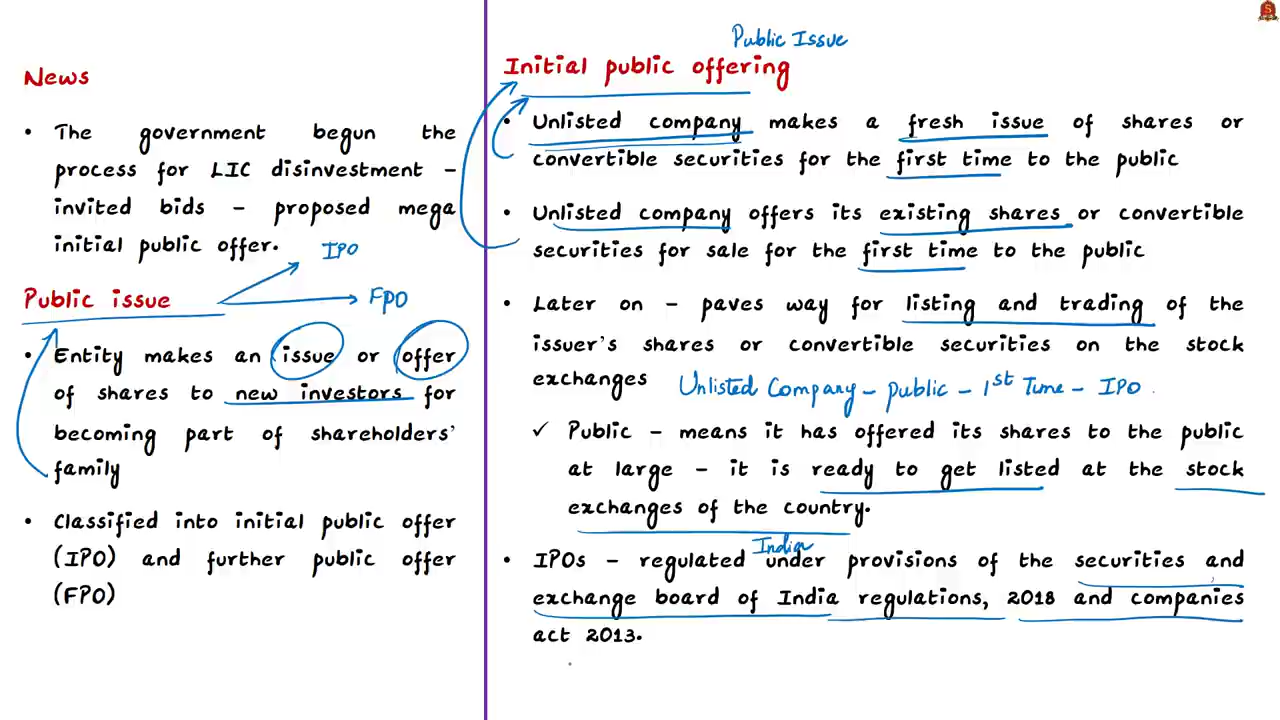 News
• The government begun the
process for LIC disinvestment –
invited bids – proposed mega
initial public offer.
IPO
Public issue
FPO
• Entity makes an issue or offer
of shares to new investors for
becoming part of shareholders'
family
• Classified into initial public offer
(IPO) and further public offer
(FPO)
Public Issue
Initial public offering
• Unlisted company makes a fresh issue of shares or
convertible securities for the first time to the public
• Unlisted company offers its existing shares or convertible
securities for sale for the first time to the public
• Later on – paves way for listing and trading of the
issuer's shares or convertible securities on the stock
exchanges
Unlisted Company – public – 1st Time – IPO.
✓ Public – means it has offered its shares to the public
at large – it is ready to get listed at the stock
exchanges of the country.
India
• IPOs – regulated under provisions of the securities and
exchange board of India regulations, 2018 and companies
act 2013.